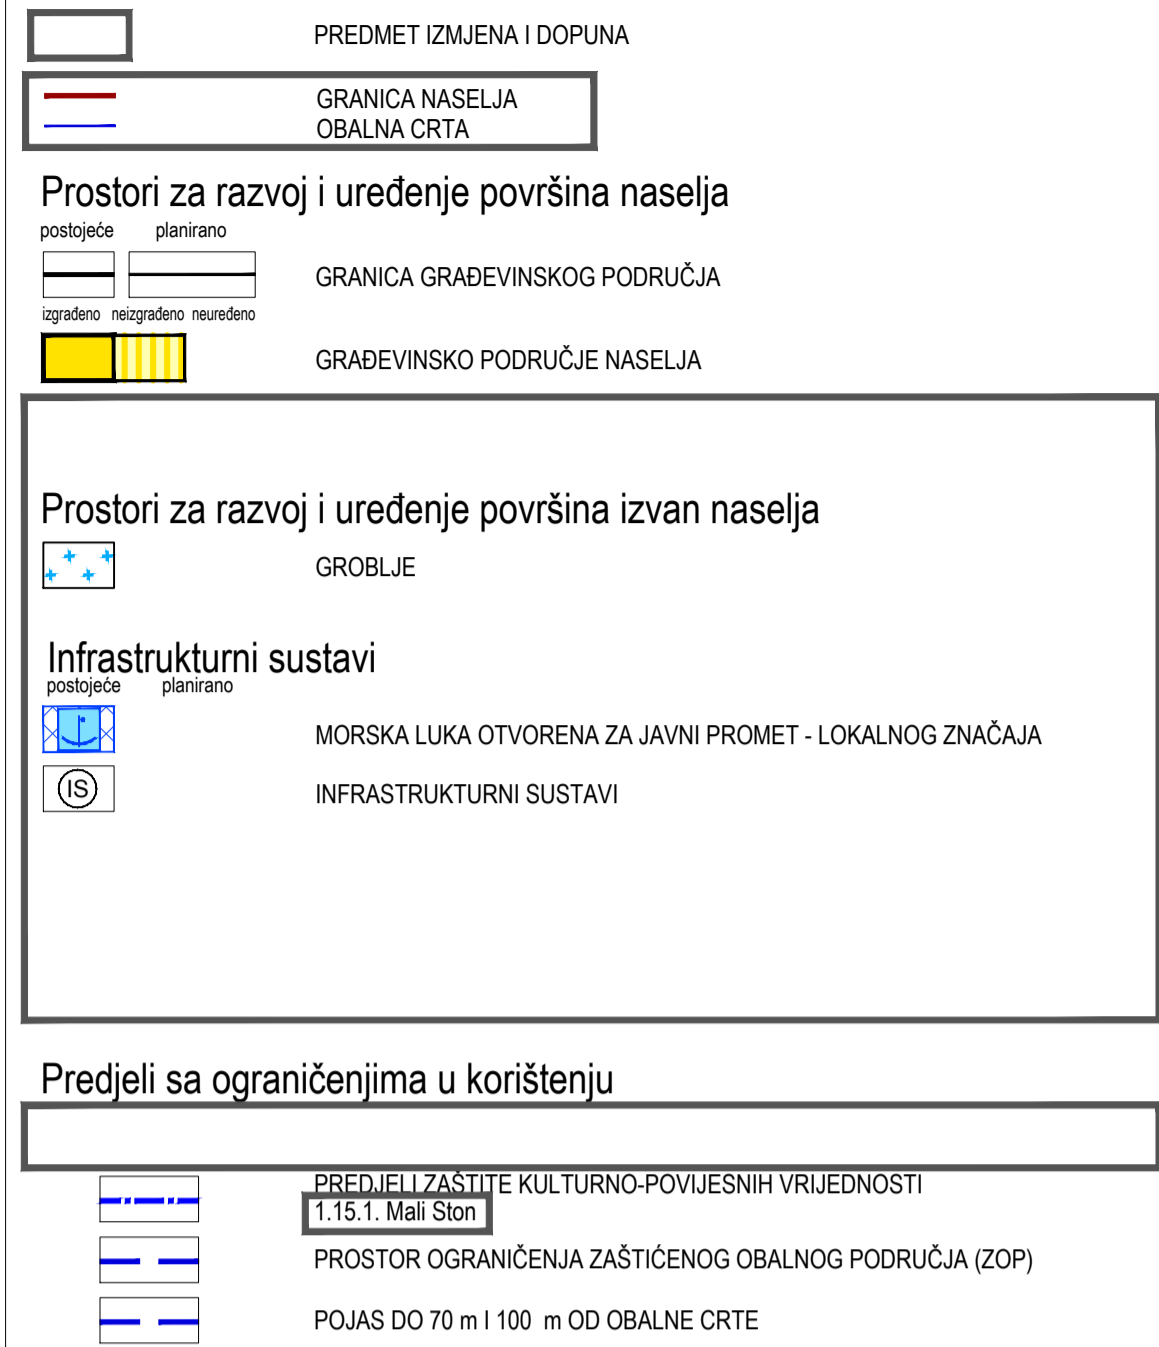 PREDMET IZMJENA I DOPUNA
GRANICA NASELJA
OBALNA CRTA
Prostori za razvoj i uređenje površina naselja
postojeće planirano
GRANICA GRAĐEVINSKOG PODRUČJA
izgrađeno neizgrađeno neuređeno
GRAĐEVINSKO PODRUČJE NASELJA
Prostori za razvoj i uređenje površina izvan naselja
GROBLJE
Infrastrukturni sustavi
postojeće planirano
MORSKA LUKA OTVORENA ZA JAVNI PROMET - LOKALNOG ZNAČAJA
IS INFRASTRUKTURNI SUSTAVI
Predjeli sa ograničenjima u korištenju
PREDJELI ZAŠTITE KULTURNO-POVIJESNIH VRIJEDNOSTI
1.15.1. Mali Ston
PROSTOR OGRANIČENJA ZAŠTIĆENOG OBALNOG PODRUČJA (ZOP)
POJAS DO 70 m I 100 m OD OBALNE CRTE